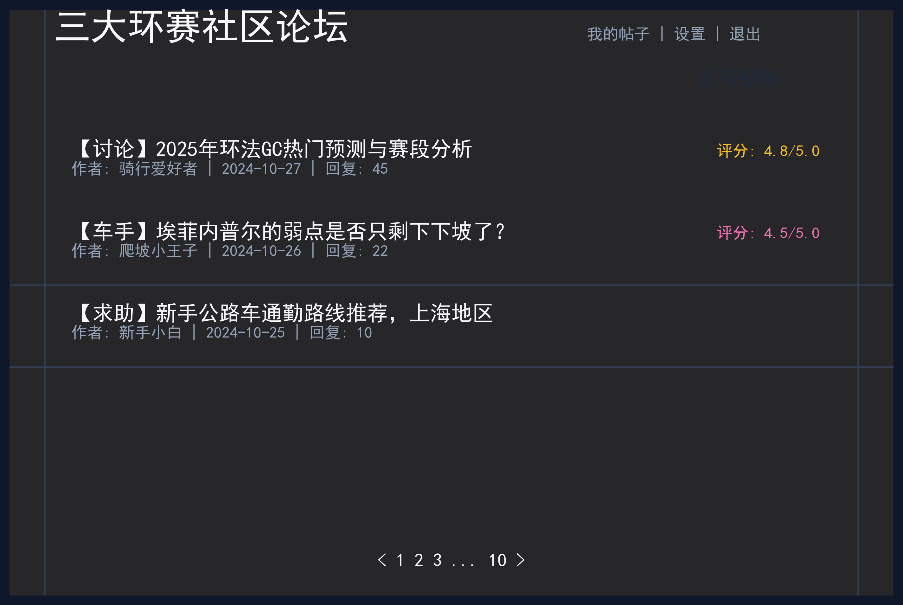 三大环赛社区论坛
我的帖子 | 设置 | 退出
【讨论】2025年环法GC热门预测与赛段分析
评分: 4.8/5.0
作者: 骑行爱好者 | 2024-10-27 | 回复: 45
【车手】埃菲内普尔的弱点是否只剩下下坡了？
评分: 4.5/5.0
作者: 爬坡小王子 | 2024-10-26 | 回复: 22
【求助】新手公路车通勤路线推荐，上海地区
作者: 新手小白 | 2024-10-25 | 回复: 10
< 1 2 3 ... 10 >